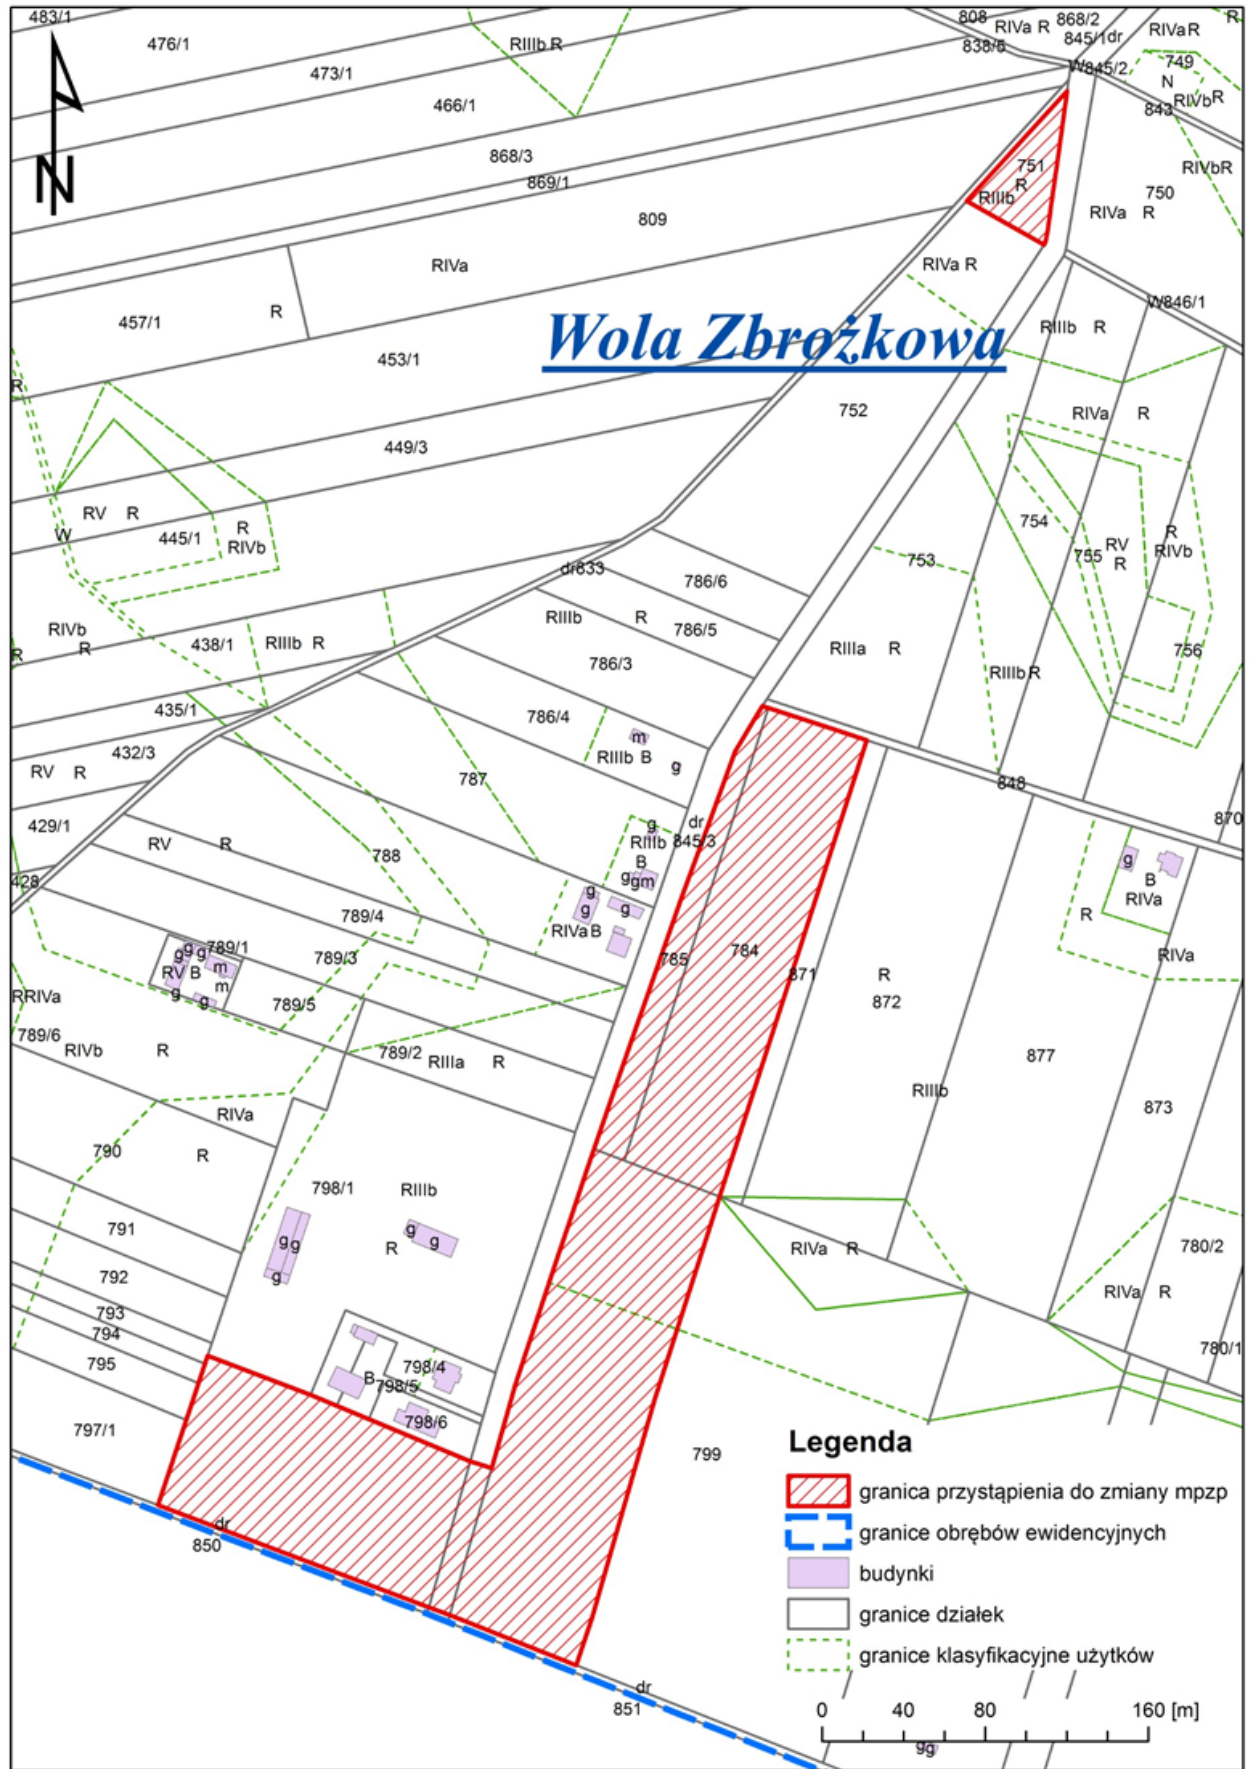 483/1
476/1
RIIIb R
473/1
466/1
868/3
869/1
809
808
RIVa R
868/2
845/1 dr
838/5
W 845/2
RIVa R
R
749
N
RIVb R
843
RIVb R
750
RIVa R
751
R
RIIIb
N
RIVa
RIVa R
457/1
R
453/1
Wola Zbrożkowa
W846/1
RIIIb R
R
752
RIVa R
449/3
RV R
W
445/1
R
RIVb
754
755
RV
R
R
RIVb
753
dr833
786/6
RIIIb R
786/5
RIVb
R
R
438/1
RIIIb R
786/3
RIIIa R
RIIIb R
756
435/1
786/4
432/3
m
RIIIb B
g
RV R
787
848
870
429/1
RV R
788
g
dr
845/3
RIIIb
B
g
g m
g
B
RIVa
428
789/4
g
g
g
RIVa B
R
789/1
g
g g
RV B
m
m
g
g
789/3
785
784
871
R
872
RIVa
R RIVa
789/5
789/6
RIVb R
789/2
RIIIa R
877
RIIIb
873
RIVa
790
R
798/1
RIIIb
791
g g
g
g
g
R
RIVa R
780/2
792
RIVa R
793
794
795
798/4
B
798/5
780/1
798/6
797/1
799
Legenda
granica przystąpienia do zmiany mpzp
dr
850
granice obrębów ewidencyjnych
budynki
granice działek
granice klasyfikacyjne użytków
dr
851
0 40 80 160 [m]
g g